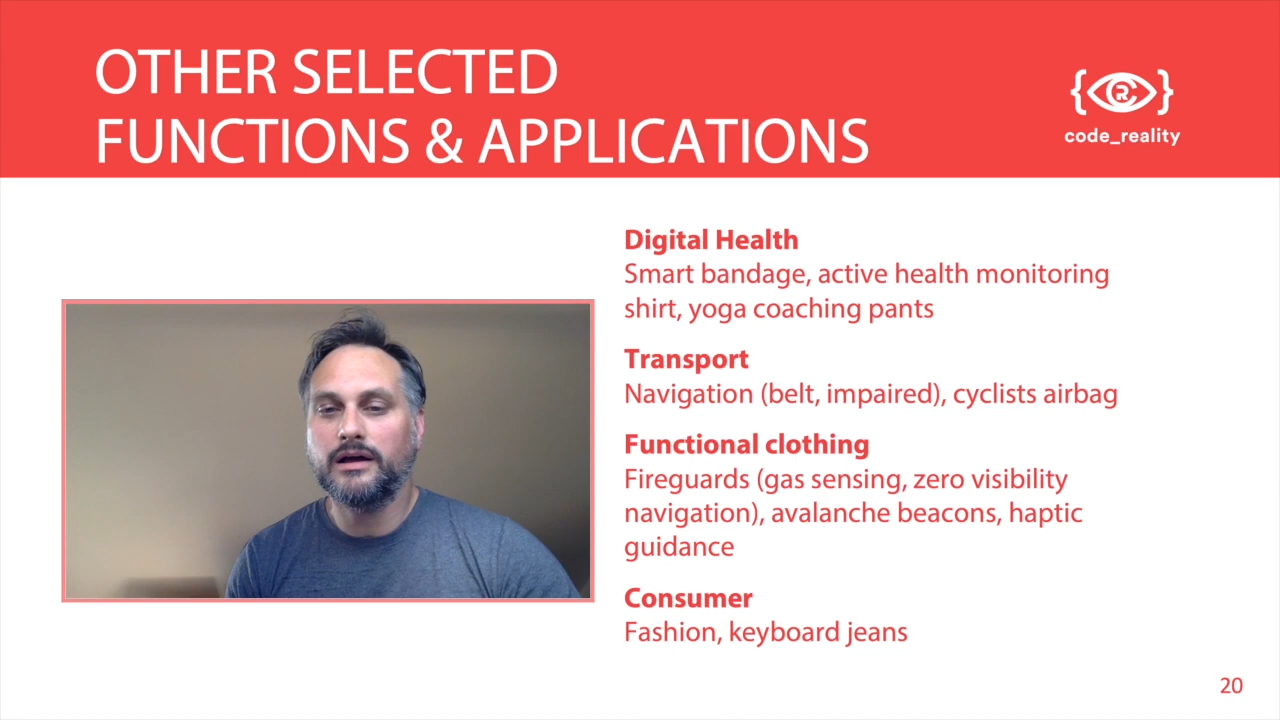 OTHER SELECTED
FUNCTIONS & APPLICATIONS
{RC}
code_reality
Digital Health
Smart bandage, active health monitoring
shirt, yoga coaching pants
Transport
Navigation (belt, impaired), cyclists airbag
Functional clothing
Fireguards (gas sensing, zero visibility
navigation), avalanche beacons, haptic
guidance
Consumer
Fashion, keyboard jeans
20